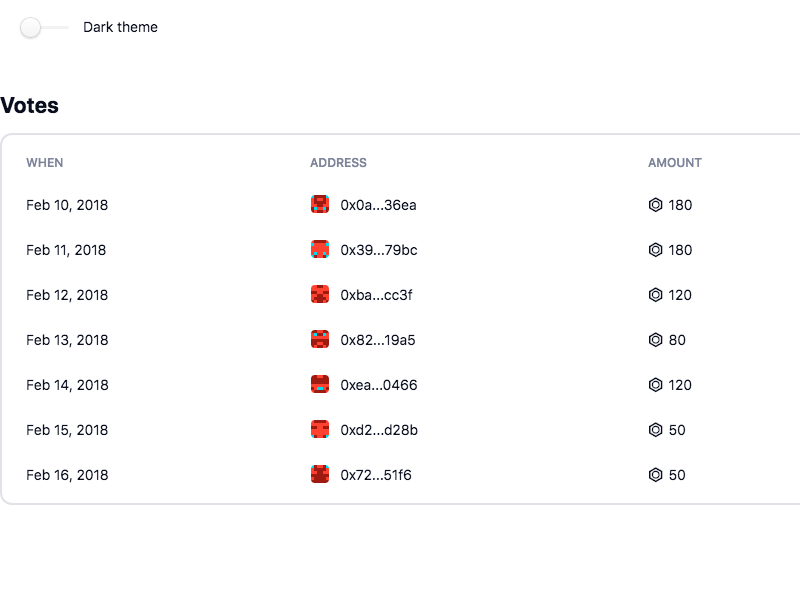 Dark theme
Votes
WHEN ADDRESS AMOUNT
Feb 10, 2018 0x0a...36ea 180
Feb 11, 2018 0x39...79bc 180
Feb 12, 2018 0xba...cc3f 120
Feb 13, 2018 0x82...19a5 80
Feb 14, 2018 0xea...0466 120
Feb 15, 2018 0xd2...d28b 50
Feb 16, 2018 0x72...51f6 50